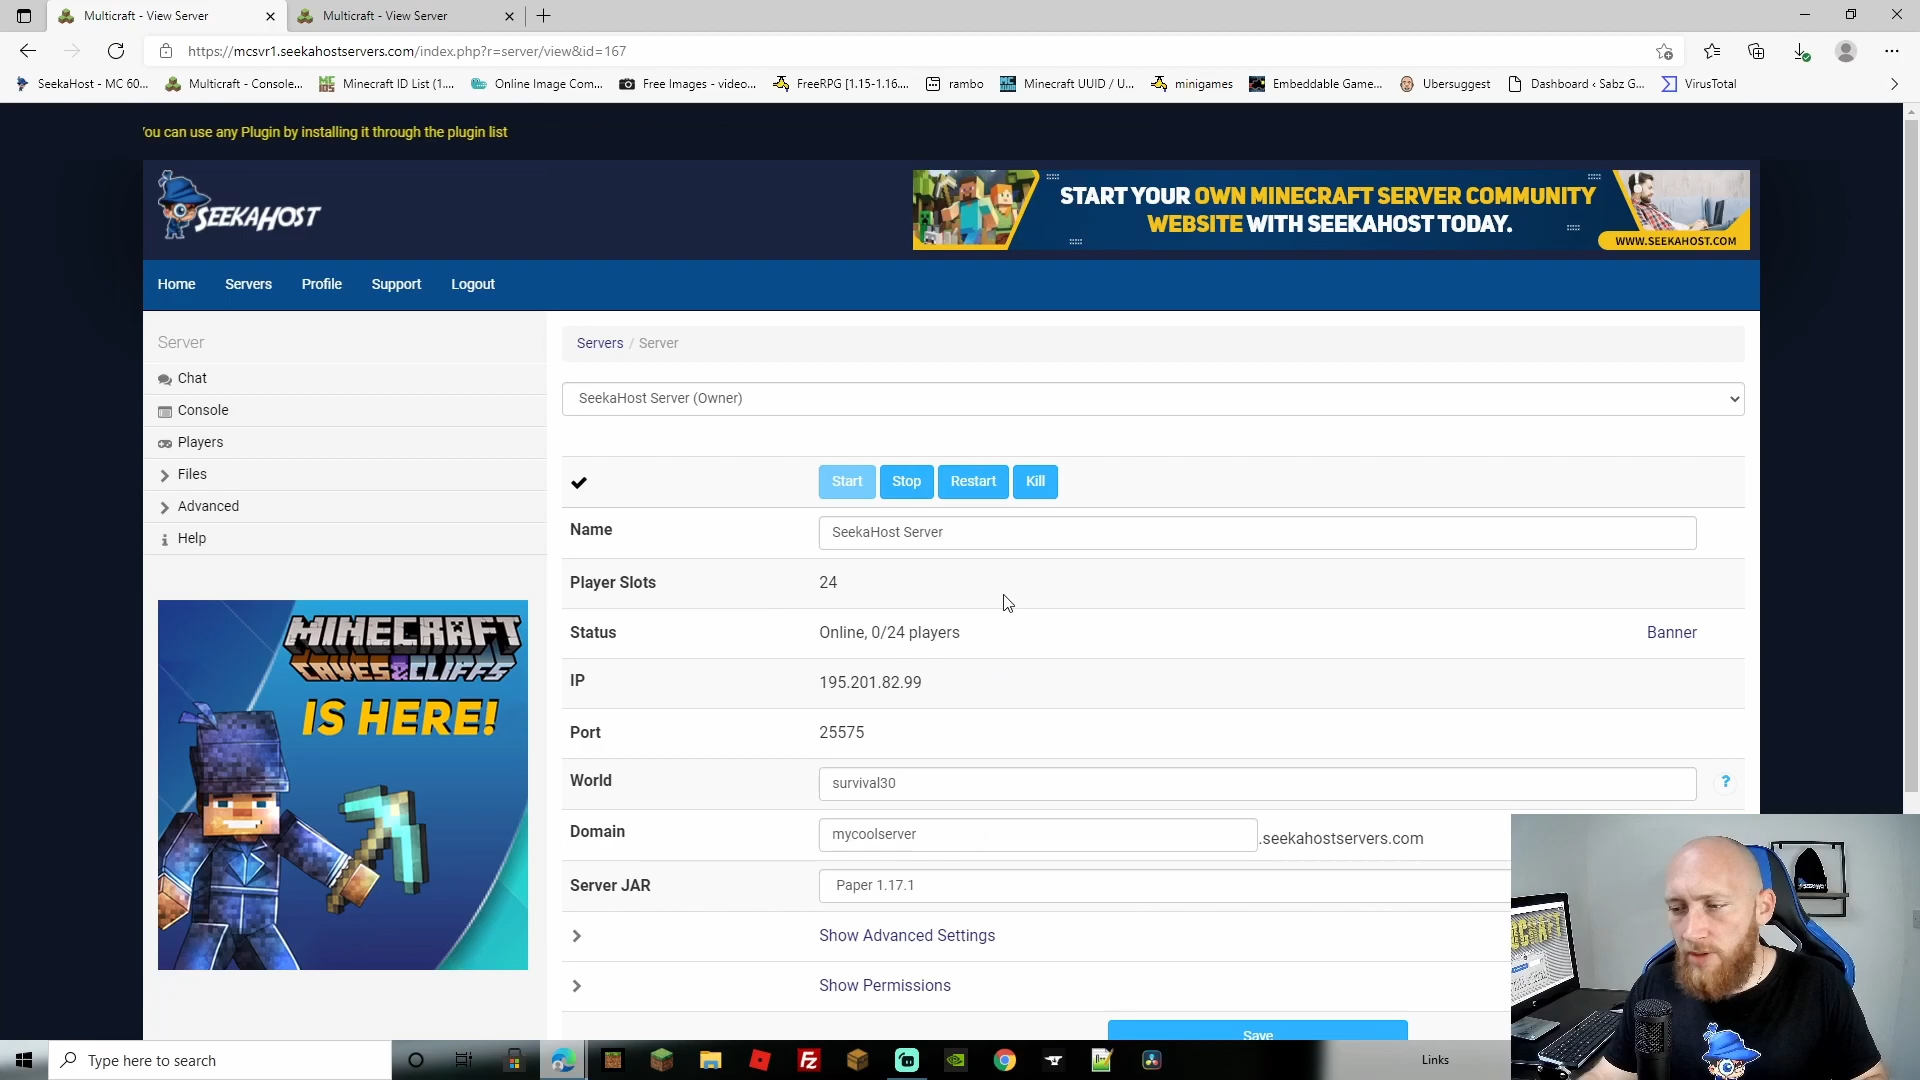 Multicraft - View Server
Multicraft - View Server
https://mcsvr1.seekahostservers.com/index.php?r=server/view&id=167
SeekaHost - MC 60...
Multicraft - Console...
Minecraft ID List (1....
Online Image Com...
Free Images - video...
FreeRPG [1.15-1.16....
rambo
Minecraft UUID / U...
minigames
Embeddable Game...
Ubersuggest
Dashboard ‹ Sabz G...
VirusTotal
You can use any Plugin by installing it through the plugin list
SEEKAHOST
START YOUR OWN MINECRAFT SERVER COMMUNITY
WEBSITE WITH SEEKAHOST TODAY.
WWW.SEEKAHOST.COM
Home Servers Profile Support Logout
Server
Chat
Console
Players
Files
Advanced
Help
MINECRAFT
CAVES & CLIFFS
IS HERE!
Servers / Server
SeekaHost Server (Owner)
Start Stop Restart Kill
Name SeekaHost Server
Player Slots 24
Status Online, 0/24 players Banner
IP 195.201.82.99
Port 25575
World survival30 ?
Domain mycoolserver .seekahostservers.com
Server JAR Paper 1.17.1
Show Advanced Settings
Show Permissions
Save
Type here to search
Links